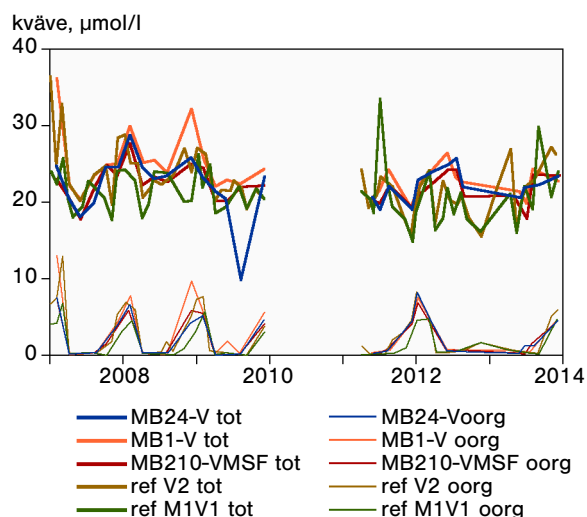 kväve, µmol/l
40
30
20
10
0
2008 2010 2012 2014
MB24-V tot MB24-Voorg
MB1-V tot MB1-V oorg
MB210-VMSF tot MB210-VMSF oorg
ref V2 tot ref V2 oorg
ref M1V1 tot ref M1V1 oorg